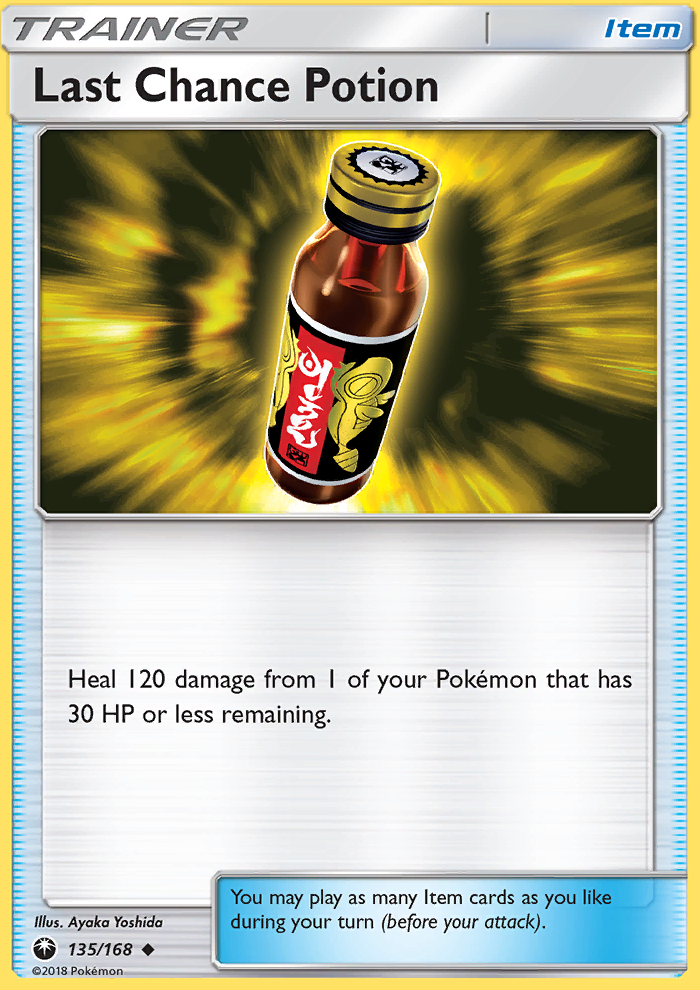 TRAINER
Item
Last Chance Potion
Heal 120 damage from 1 of your Pokémon that has
30 HP or less remaining.
You may play as many Item cards as you like
during your turn (before your attack).
Illus. Ayaka Yoshida
135/168
©2018 Pokémon